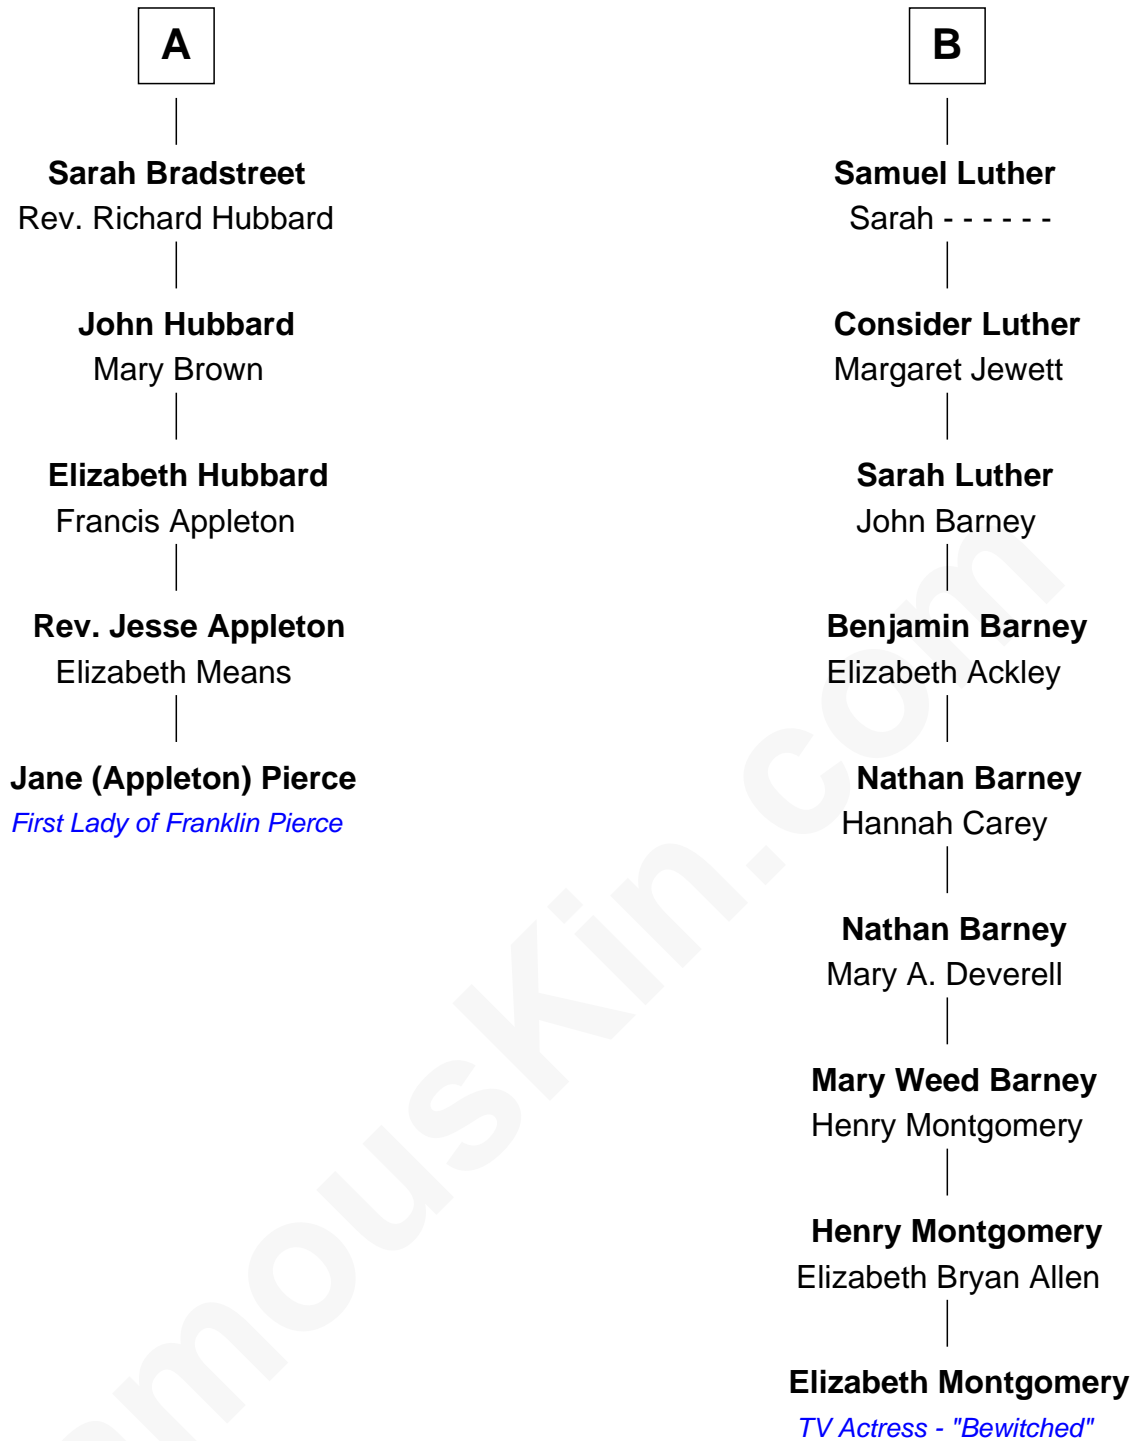 A
Sarah Bradstreet
Rev. Richard Hubbard
John Hubbard
Mary Brown
Elizabeth Hubbard
Francis Appleton
Rev. Jesse Appleton
Elizabeth Means
Jane (Appleton) Pierce
First Lady of Franklin Pierce
B
Samuel Luther
Sarah - - - - - -
Consider Luther
Margaret Jewett
Sarah Luther
John Barney
Benjamin Barney
Elizabeth Ackley
Nathan Barney
Hannah Carey
Nathan Barney
Mary A. Deverell
Mary Weed Barney
Henry Montgomery
Henry Montgomery
Elizabeth Bryan Allen
Elizabeth Montgomery
TV Actress - "Bewitched"
mouskin.com